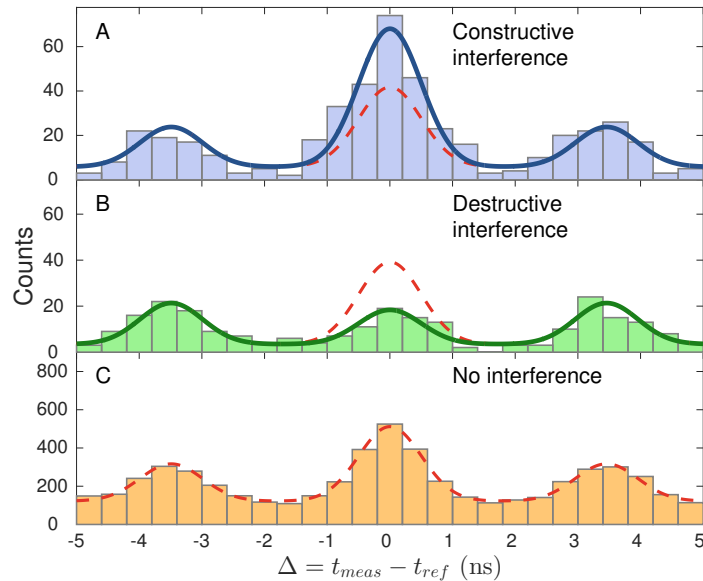 A
Constructive
interference
80
60
40
20
0
B
Destructive
interference
60
40
20
0
Counts
C
No interference
800
600
400
200
0
-5 -4 -3 -2 -1 0 1 2 3 4 5
Δ = t_meas − t_ref (ns)